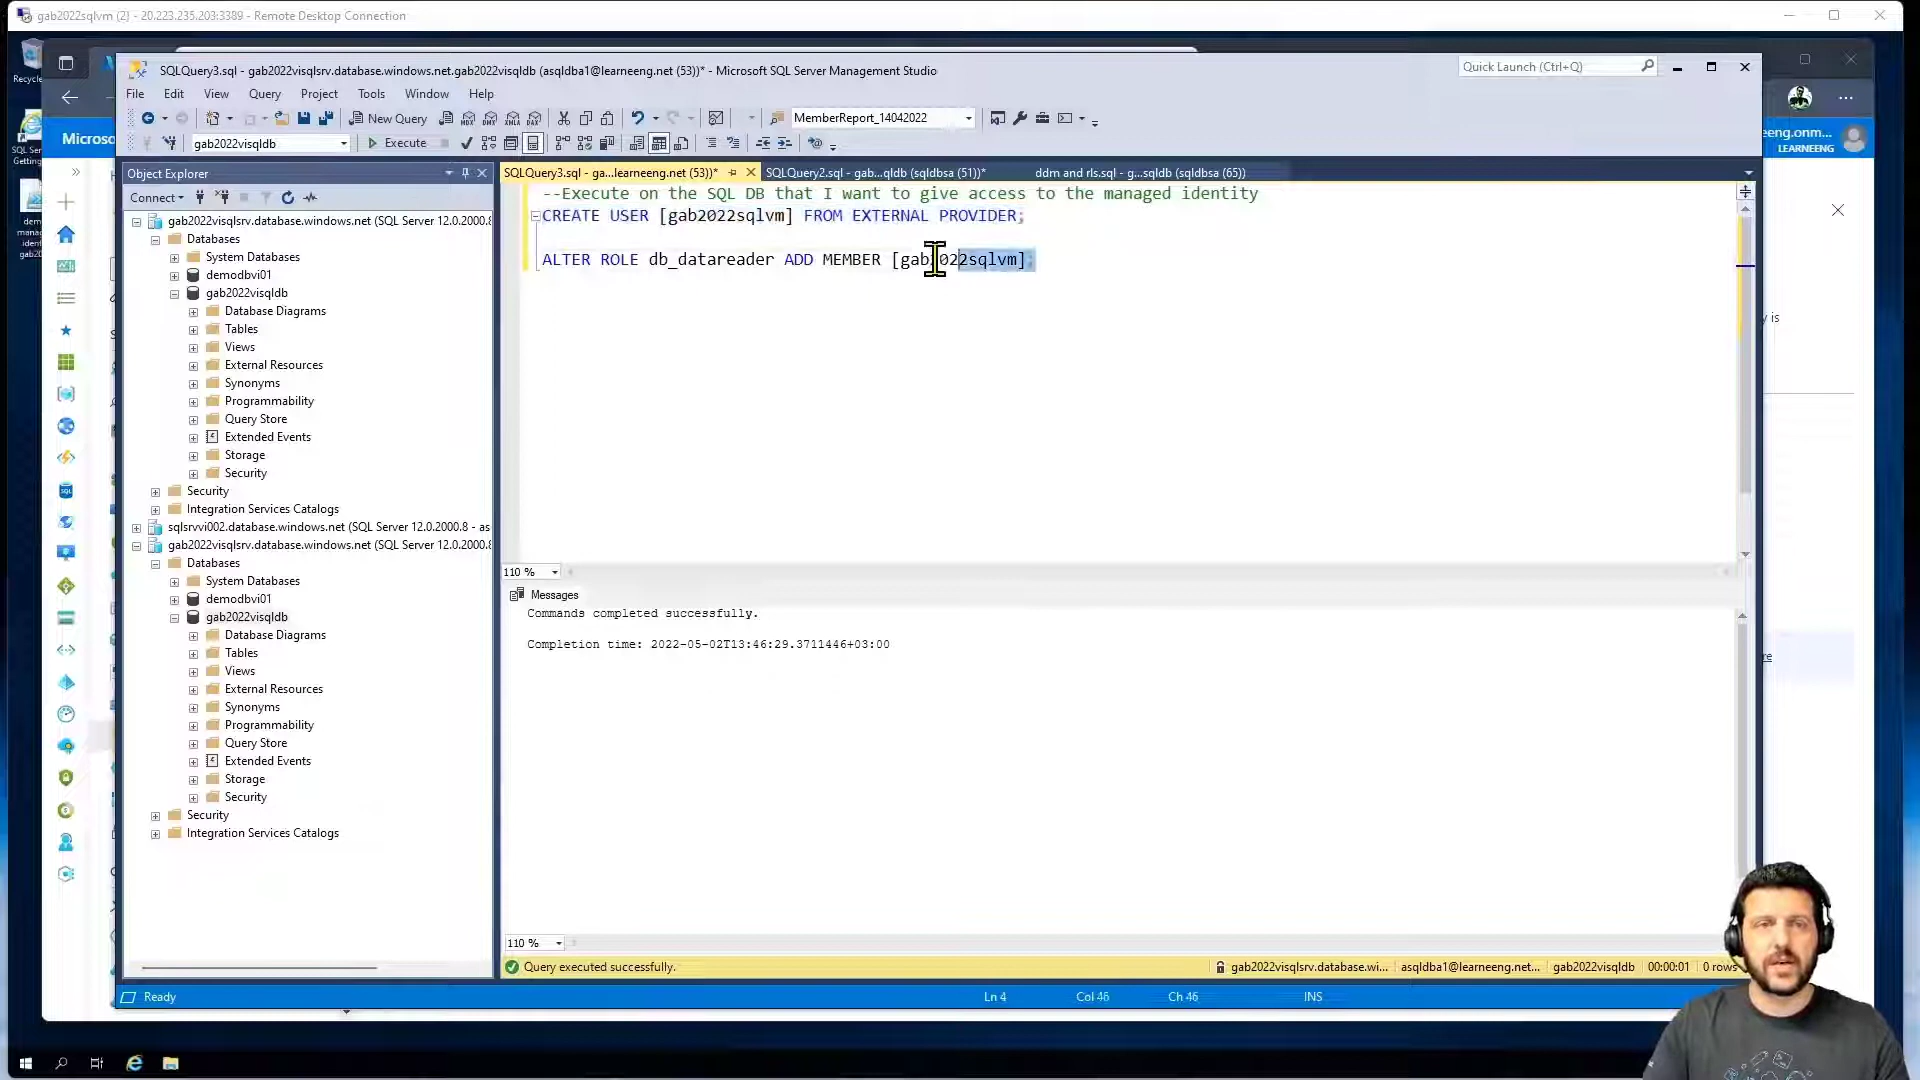 gab2022sqlvm (2) - 20.223.235.203:3389 - Remote Desktop Connection
Recycle
SQLQuery3.sql - gab2022visqlsrv.database.windows.net.gab2022visqldb (asqldba1@learneeng.net (53))* - Microsoft SQL Server Management Studio
Quick Launch (Ctrl+Q)
File Edit View Query Project Tools Window Help
New Query
MemberReport_14042022
Microso
eeng.onm...
LEARNEENG
gab2022visqldb
Execute
SQL Ser
Getting
Object Explorer
SQLQuery3.sql - ga...learneeng.net (53))*
SQLQuery2.sql - gab...qldb (sqldbsa (51))*
ddm and rls.sql - g...sqldb (sqldbsa (65))
Connect
--Execute on the SQL DB that I want to give access to the managed identity
CREATE USER [gab2022sqlvm] FROM EXTERNAL PROVIDER;
ALTER ROLE db_datareader ADD MEMBER [gab2022sqlvm];
dem
mana
ident
gab20
gab2022visqlsrv.database.windows.net (SQL Server 12.0.2000.8
Databases
System Databases
demodbvi01
gab2022visqldb
Database Diagrams
Tables
Views
External Resources
Synonyms
Programmability
Query Store
Extended Events
Storage
Security
Security
Integration Services Catalogs
sqlsrvvi002.database.windows.net (SQL Server 12.0.2000.8 - as
gab2022visqlsrv.database.windows.net (SQL Server 12.0.2000.8
Databases
System Databases
demodbvi01
gab2022visqldb
Database Diagrams
Tables
Views
External Resources
Synonyms
Programmability
Query Store
Extended Events
Storage
Security
Security
Integration Services Catalogs
y is
110 %
Messages
Commands completed successfully.
Completion time: 2022-05-02T13:46:29.3711446+03:00
re
110 %
Query executed successfully.
gab2022visqlsrv.database.wi...
asqldba1@learneeng.net...
gab2022visqldb
00:00:01
0 rows
Ready
Ln 4
Col 46
Ch 46
INS